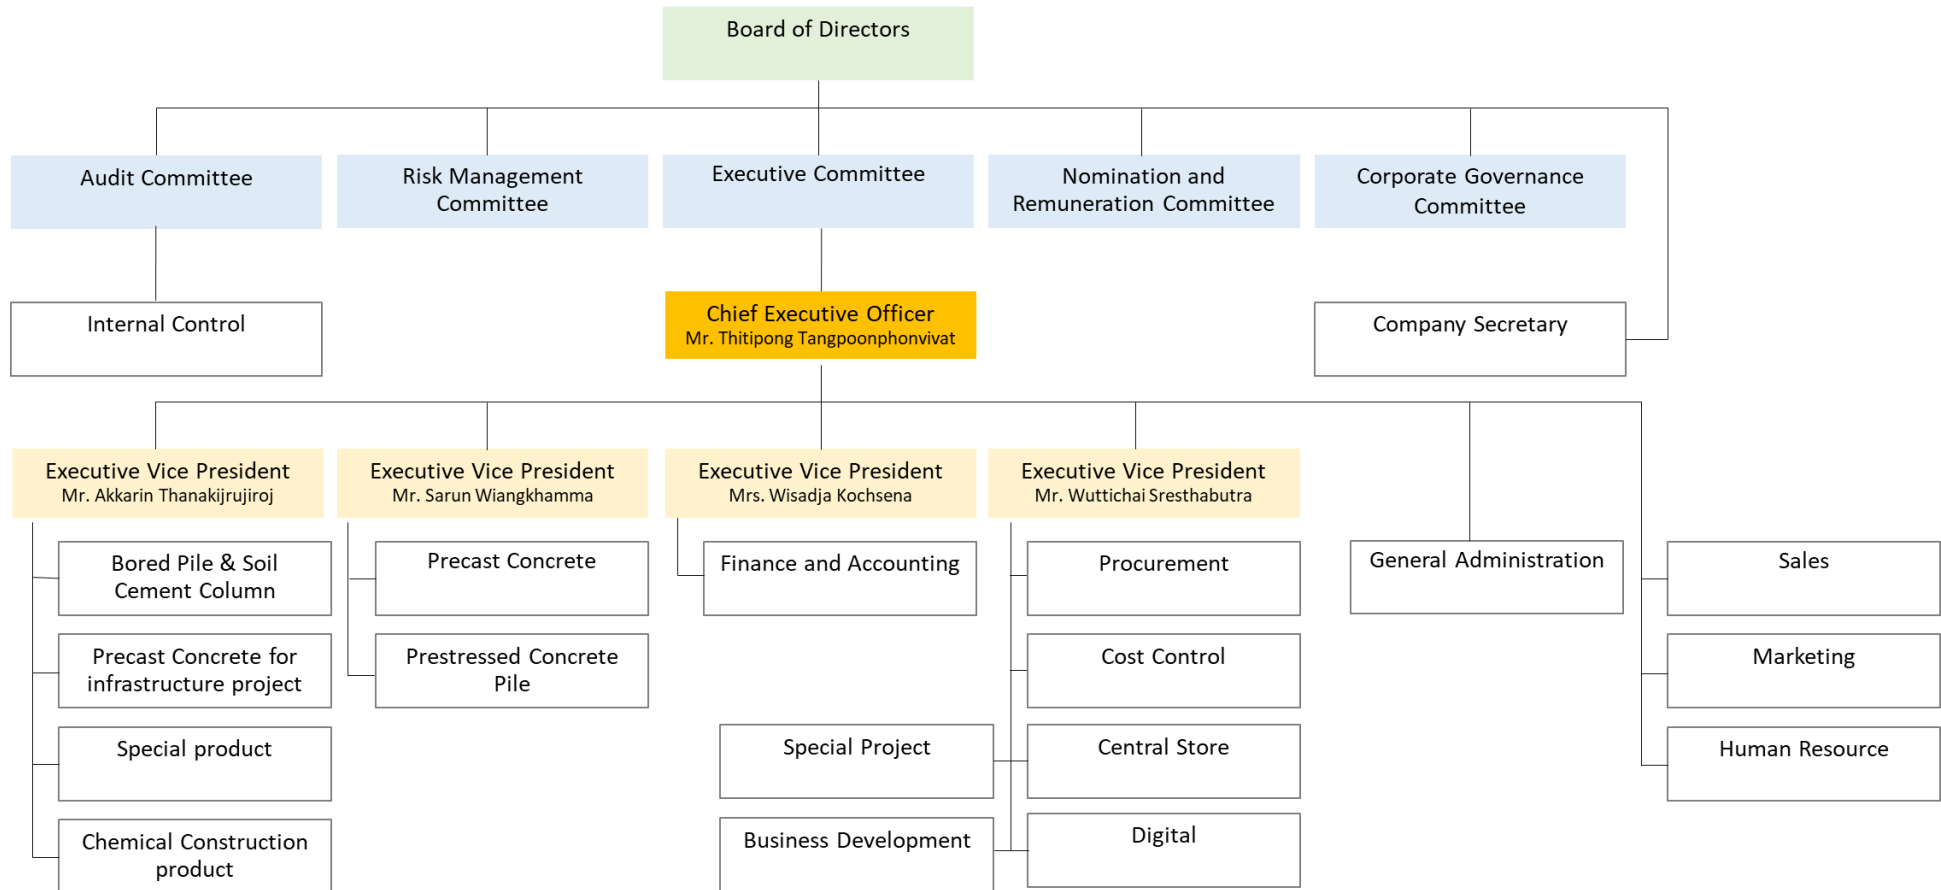 Board of Directors
Audit Committee
Risk Management
Committee
Executive Committee
Nomination and
Remuneration Committee
Corporate Governance
Committee
Internal Control
Chief Executive Officer
Mr. Thitipong Tangpoonphonvivat
Company Secretary
Executive Vice President
Mr. Akkarin Thanakijrujiroj
Executive Vice President
Mr. Sarun Wiangkhamma
Executive Vice President
Mrs. Wisadja Kochsena
Executive Vice President
Mr. Wuttichai Sresthabutra
Bored Pile & Soil
Cement Column
Precast Concrete
Finance and Accounting
Procurement
General Administration
Sales
Precast Concrete for
infrastructure project
Prestressed Concrete
Pile
Cost Control
Marketing
Special product
Special Project
Central Store
Human Resource
Chemical Construction
product
Business Development
Digital